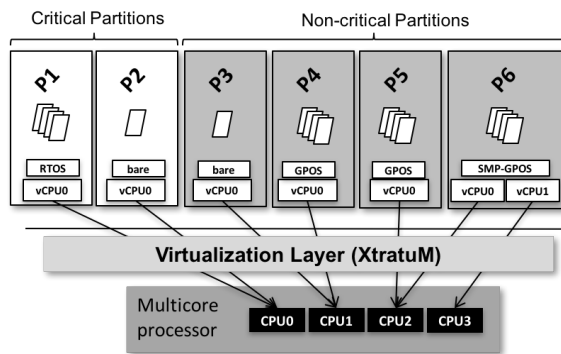 Critical Partitions
Non-critical Partitions
P1
P2
P3
P4
P5
P6
RTOS
bare
bare
GPOS
GPOS
SMP-GPOS
vCPU0
vCPU0
vCPU0
vCPU0
vCPU0
vCPU0
vCPU1
Virtualization Layer (XtratuM)
Multicore
processor
CPU0
CPU1
CPU2
CPU3